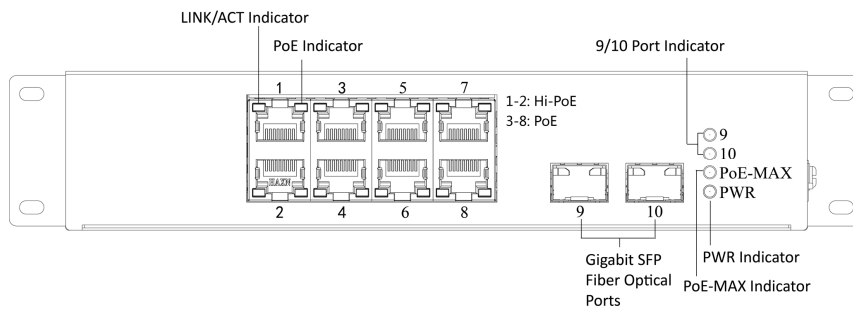 LINK/ACT Indicator
PoE Indicator
9/10 Port Indicator
1 3 5 7
1-2: Hi-PoE
3-8: PoE
HAXN
2 4 6 8
9 10
9
10
PoE-MAX
PWR
Gigabit SFP
Fiber Optical
Ports
PWR Indicator
PoE-MAX Indicator